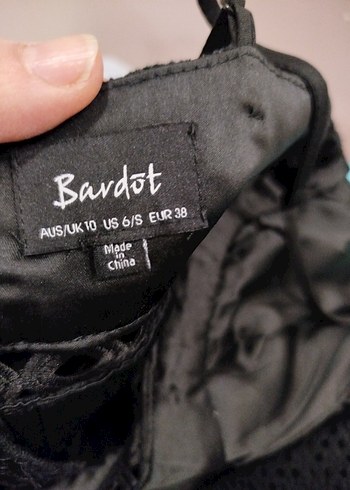 Bardot
AUS/UK 10 US 6/S EUR 38
Made
in
China